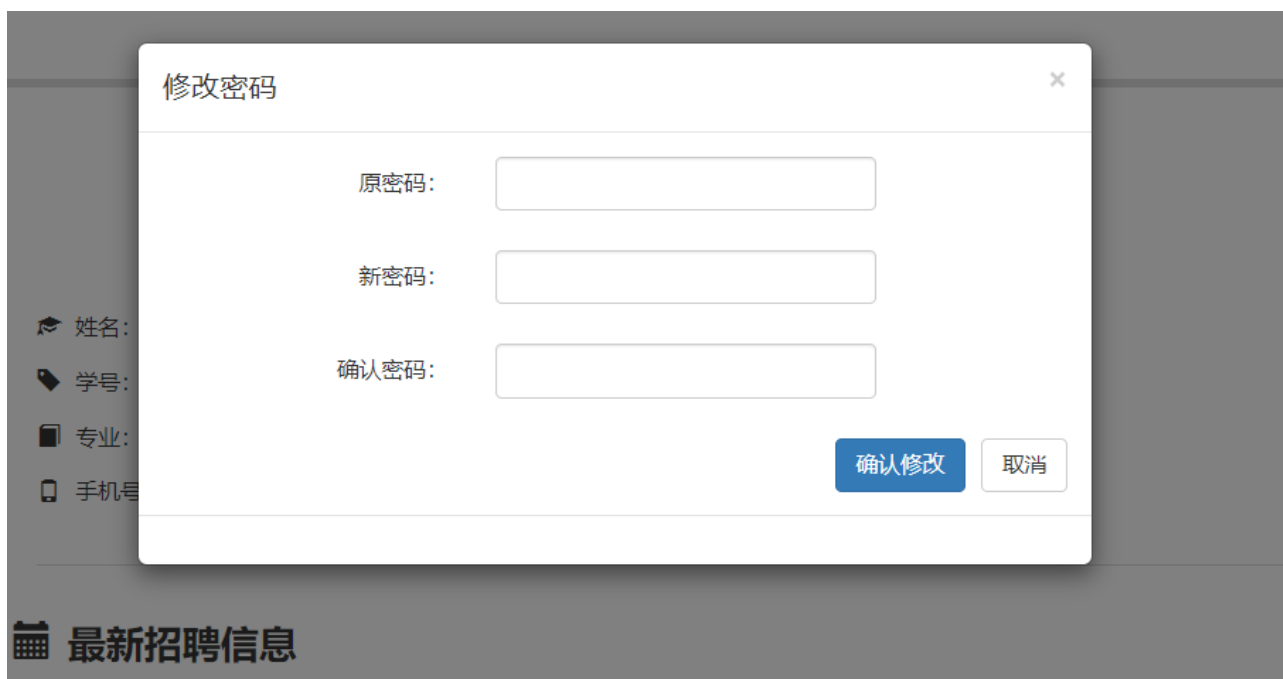 修改密码
×
原密码：
新密码：
确认密码：
确认修改 取消
姓名：
学号：
专业：
手机号
最新招聘信息